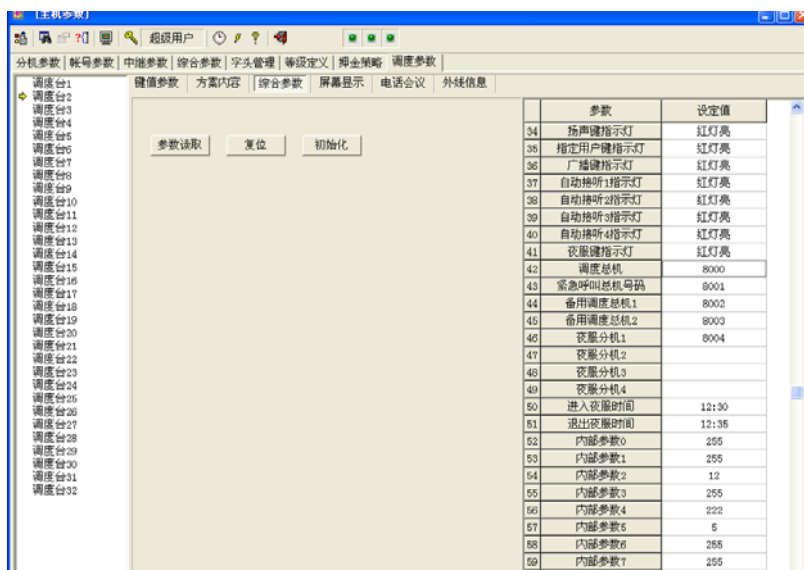 [主机参数]
超级用户
分机参数 帐号参数 中继参数 综合参数 字头管理 等级定义 押金策略 调度参数
键值参数 方案内容 综合参数 屏幕显示 电话会议 外线信息
调度台1
调度台2
调度台3
调度台4
调度台5
调度台6
调度台7
调度台8
调度台9
调度台10
调度台11
调度台12
调度台13
调度台14
调度台15
调度台16
调度台17
调度台18
调度台19
调度台20
调度台21
调度台22
调度台23
调度台24
调度台25
调度台26
调度台27
调度台28
调度台29
调度台30
调度台31
调度台32
参数读取 复位 初始化
参数 设定值
34 扬声键指示灯 红灯亮
35 指定用户键指示灯 红灯亮
36 广播键指示灯 红灯亮
37 自动接听1指示灯 红灯亮
38 自动接听2指示灯 红灯亮
39 自动接听3指示灯 红灯亮
40 自动接听4指示灯 红灯亮
41 夜服键指示灯 红灯亮
42 调度总机 8000
43 紧急呼叫总机号码 8001
44 备用调度总机1 8002
45 备用调度总机2 8003
46 夜服分机1 8004
47 夜服分机2
48 夜服分机3
49 夜服分机4
50 进入夜服时间 12:30
51 退出夜服时间 12:35
52 内部参数0 255
53 内部参数1 255
54 内部参数2 12
55 内部参数3 255
56 内部参数4 222
57 内部参数5 5
58 内部参数6 255
59 内部参数7 255